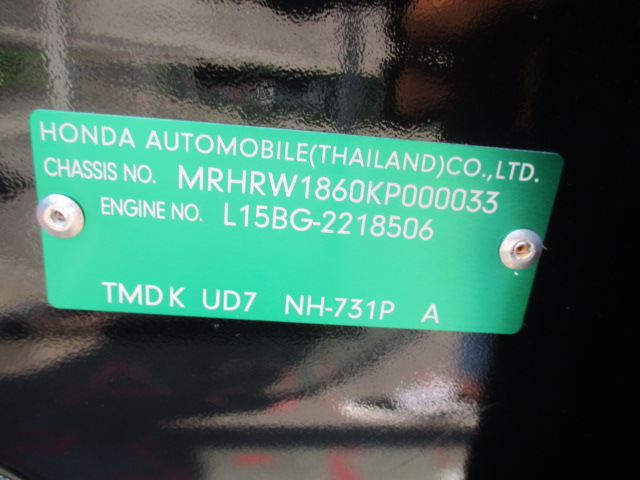 HONDA AUTOMOBILE(THAILAND)CO.,LTD.
CHASSIS NO. MRHRW1860KP000033
ENGINE NO. L15BG-2218506
TMDK UD7 NH-731P A